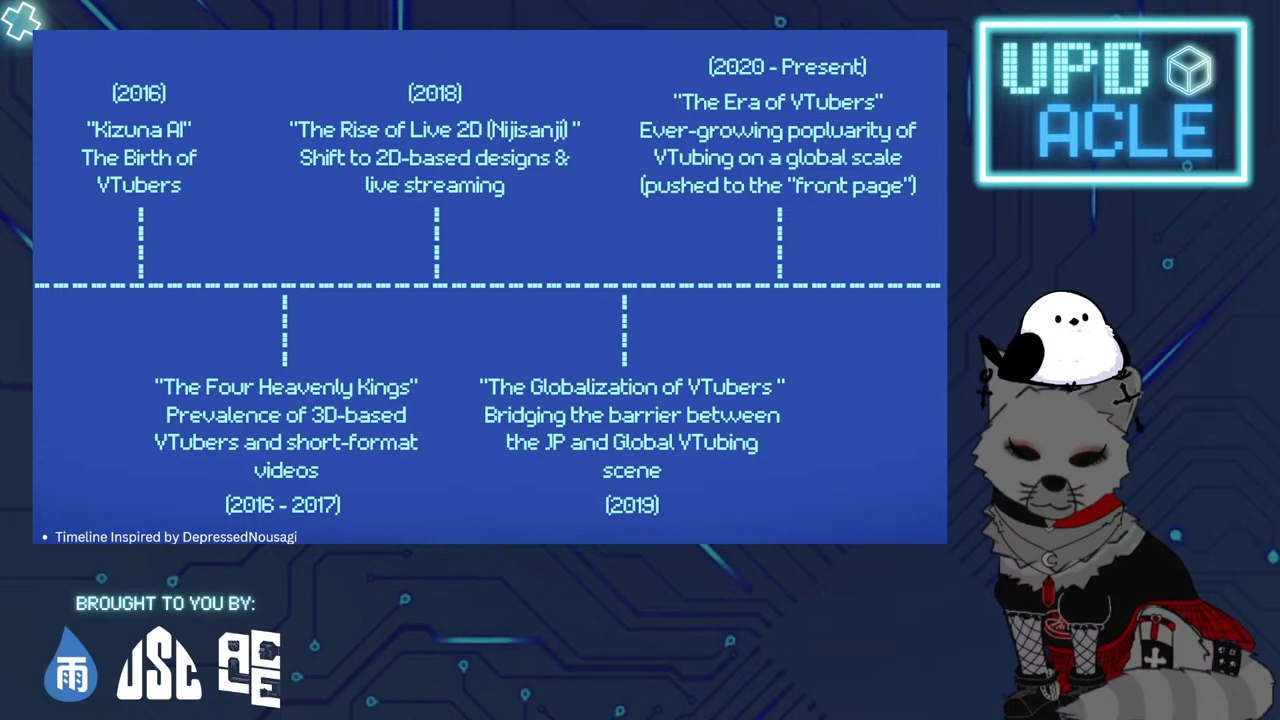 (2016)
"Kizuna AI"
The Birth of
VTubers
(2018)
"The Rise of Live 2D (Nijisanji) "
Shift to 2D-based designs &
live streaming
(2020 - Present)
"The Era of VTubers"
Ever-growing popluarity of
VTubing on a global scale
(pushed to the "front page")
"The Four Heavenly Kings"
Prevalence of 3D-based
VTubers and short-format
videos
(2016 - 2017)
"The Globalization of VTubers "
Bridging the barrier between
the JP and Global VTubing
scene
(2019)
• Timeline Inspired by DepressedNousagi
UPD
ACLE
BROUGHT TO YOU BY:
雨
JSC
ACLE